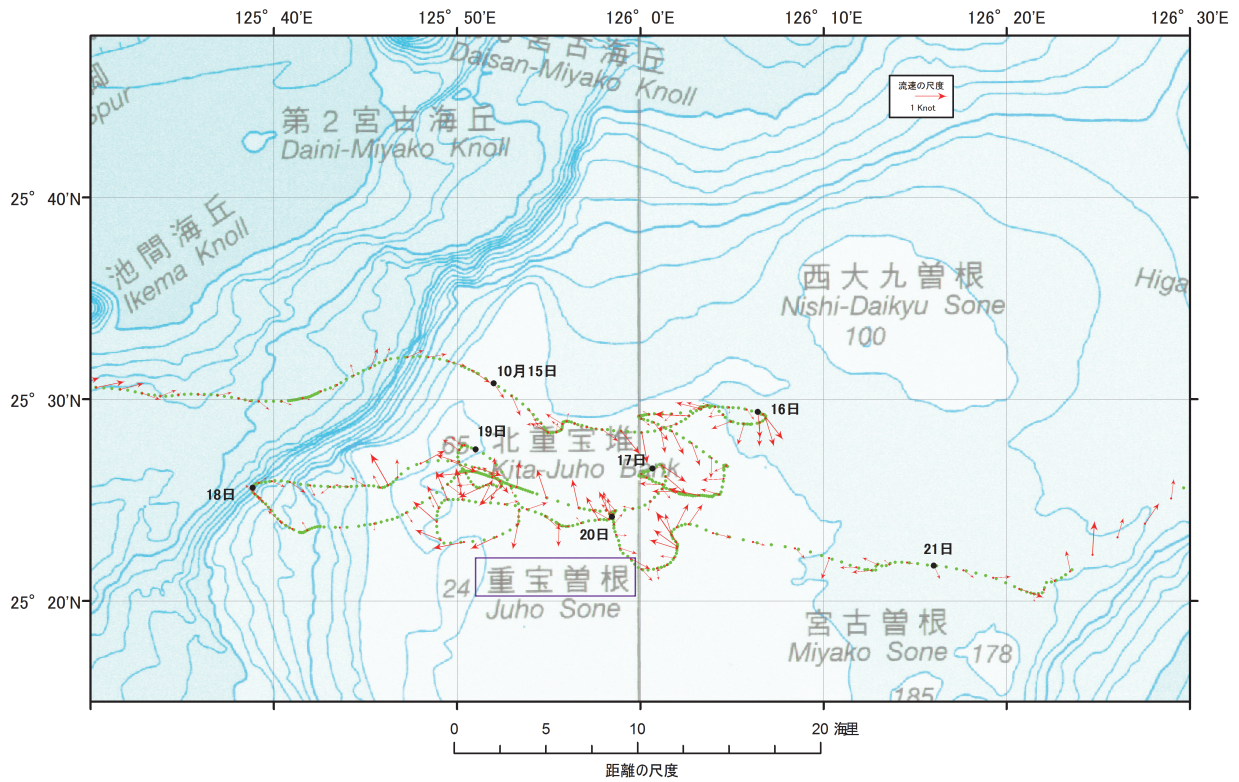 125° 40'E
125° 50'E
126° 0'E
126° 10'E
126° 20'E
126° 30'E
宮古海丘
Daisan-Miyako Knoll
流速の尺度
1 Knot
第2宮古海丘
Daini-Miyako Knoll
25° 40'N
池間海丘
Ikema Knoll
西大九曽根
Nishi-Daikyu Sone
100
Higa
10月15日
25° 30'N
16日
19日
65 北重宝堆
Kita-Juho Bank
17日
18日
20日
21日
24 重宝曽根
Juho Sone
25° 20'N
宮古曽根
Miyako Sone
178
185
0 5 10 20 海里
距離の尺度